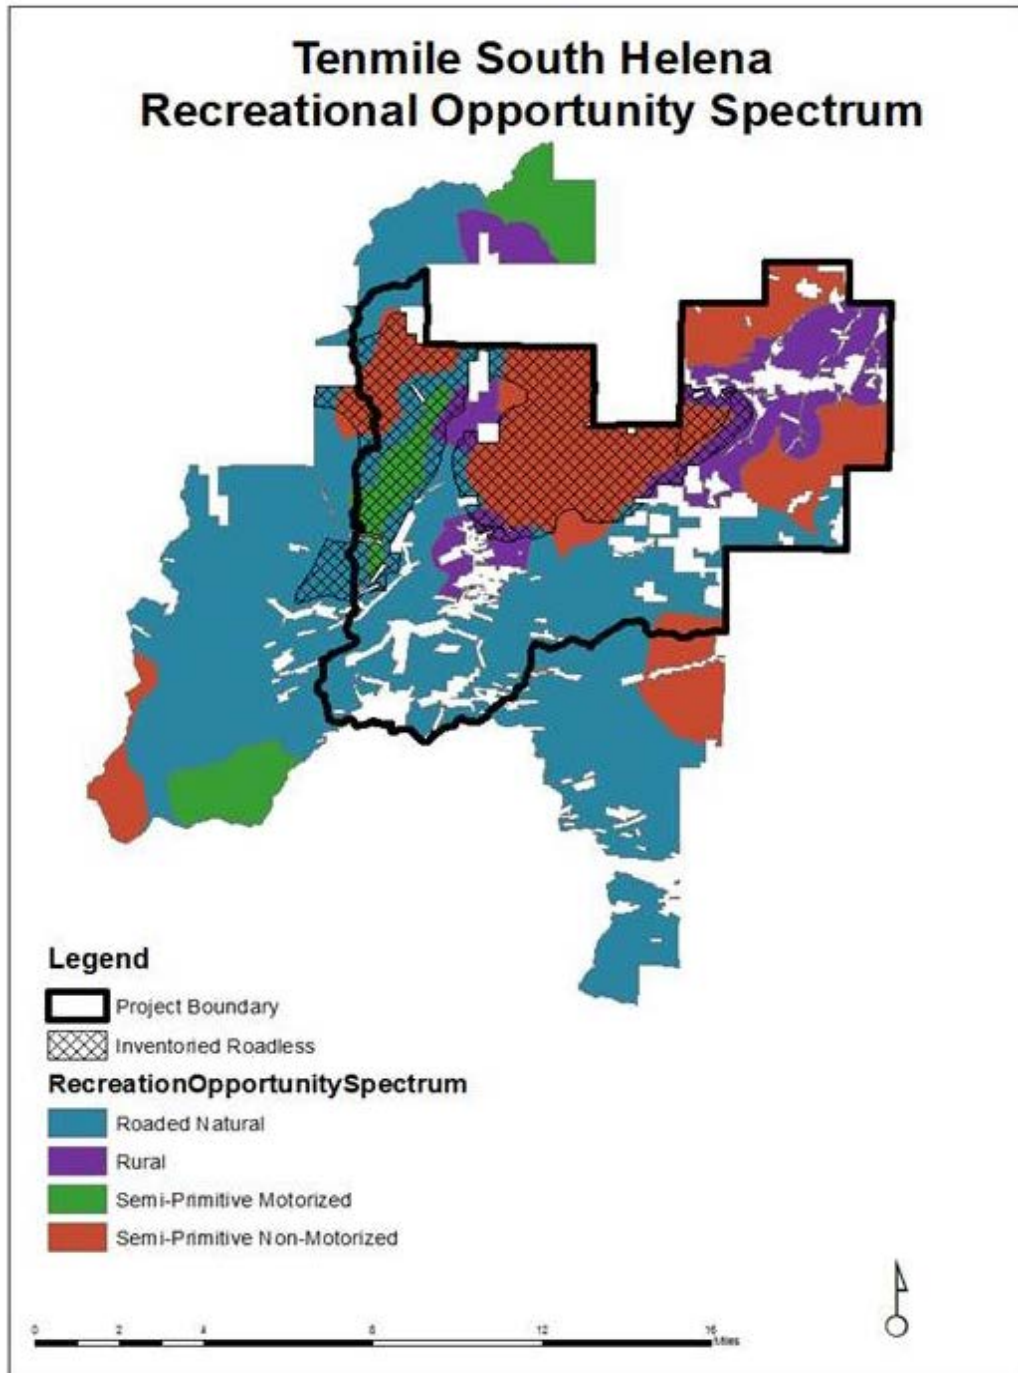 Tenmile South Helena
Recreational Opportunity Spectrum
Legend
Project Boundary
Inventoried Roadless
RecreationOpportunitySpectrum
Roaded Natural
Rural
Semi-Primitive Motorized
Semi-Primitive Non-Motorized
0 2 4 8 12 16
Miles